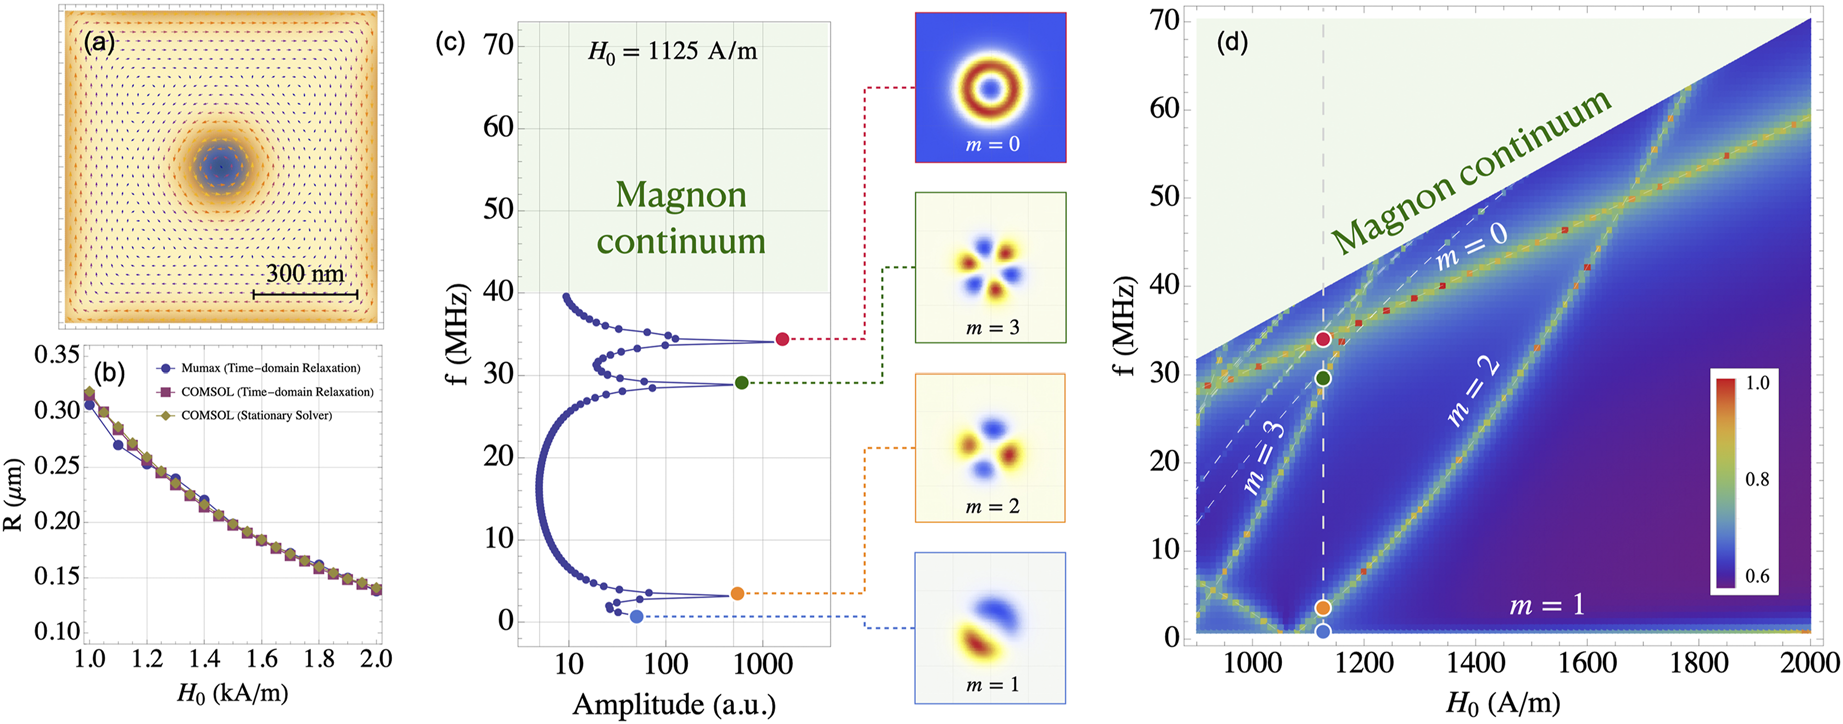 (a)
300 nm
(b)
Mumax (Time-domain Relaxation)
COMSOL (Time-domain Relaxation)
COMSOL (Stationary Solver)
0.35
0.30
0.25
0.20
0.15
0.10
R (μm)
1.0 1.2 1.4 1.6 1.8 2.0
H₀ (kA/m)
(c)
H₀ = 1125 A/m
Magnon
continuum
70
60
50
40
30
20
10
0
f (MHz)
10 100 1000
Amplitude (a.u.)
m = 0
m = 3
m = 2
m = 1
(d)
Magnon continuum
m = 0
m = 3
m = 2
m = 1
1.0
0.8
0.6
70
60
50
40
30
20
10
0
f (MHz)
1000 1200 1400 1600 1800 2000
H₀ (A/m)